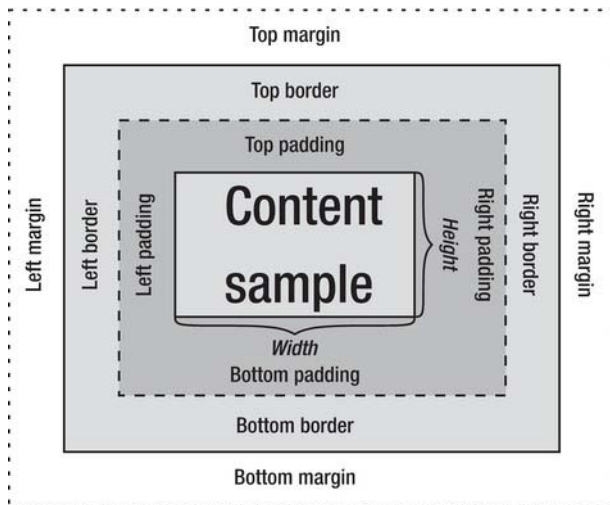 Top margin
Top border
Top padding
Left margin
Left border
Left padding
Content
sample
Height
Right padding
Right border
Right margin
Width
Bottom padding
Bottom border
Bottom margin